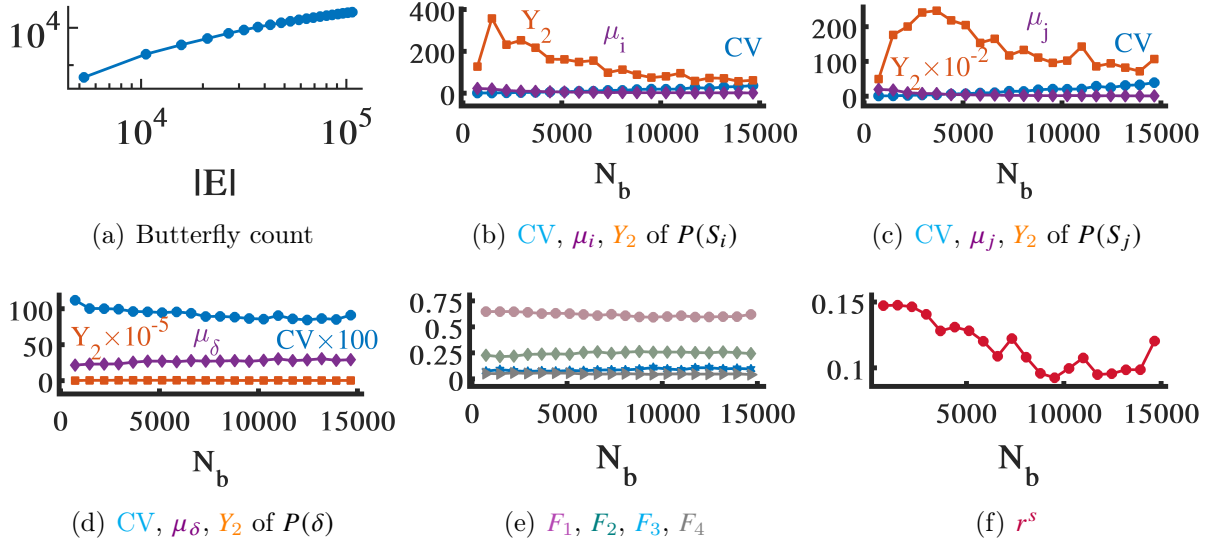 10^4
10^4 10^5
|E|
(a) Butterfly count
400
200
0
Y_2
μ_i
CV
0 5000 10000 15000
N_b
(b) CV, μ_i, Y_2 of P(S_i)
200
100
0
Y_2×10^-2
μ_j
CV
0 5000 10000 15000
N_b
(c) CV, μ_j, Y_2 of P(S_j)
100
50
0
Y_2×10^-5
μ_δ
CV×100
0 5000 10000 15000
N_b
(d) CV, μ_δ, Y_2 of P(δ)
0.75
0.5
0.25
0
5000 10000 15000
N_b
(e) F_1, F_2, F_3, F_4
0.15
0.1
5000 10000 15000
N_b
(f) r^s